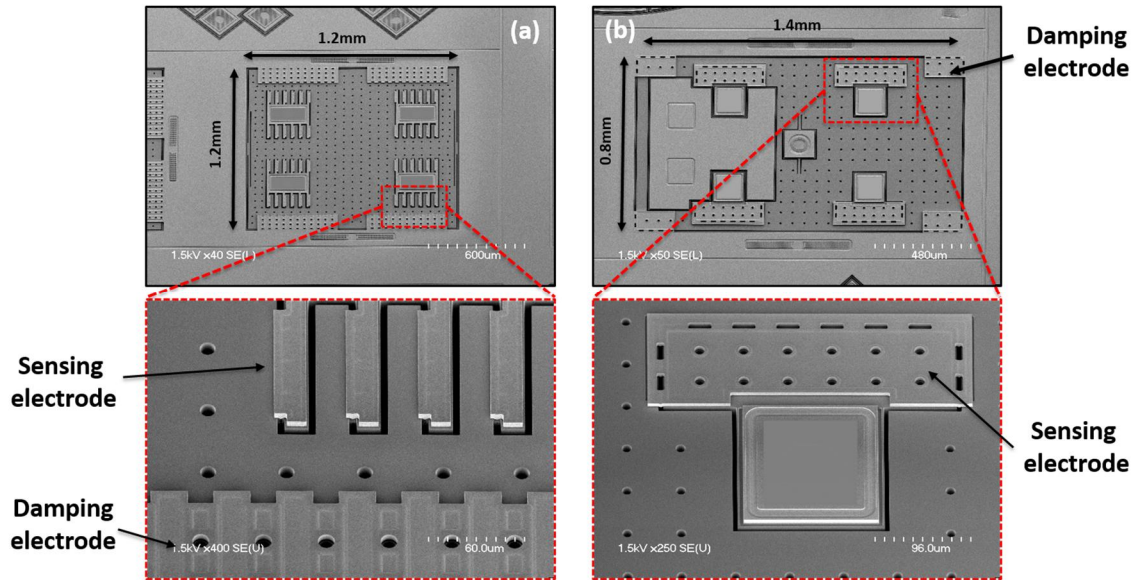 (a)
1.2mm
1.2mm
1.5kV x40 SE(L)
600um
(b)
1.4mm
0.8mm
1.5kV x50 SE(L)
480um
Damping
electrode
Sensing
electrode
Damping
electrode
1.5kV x400 SE(U)
60.0um
1.5kV x250 SE(U)
96.0um
Sensing
electrode